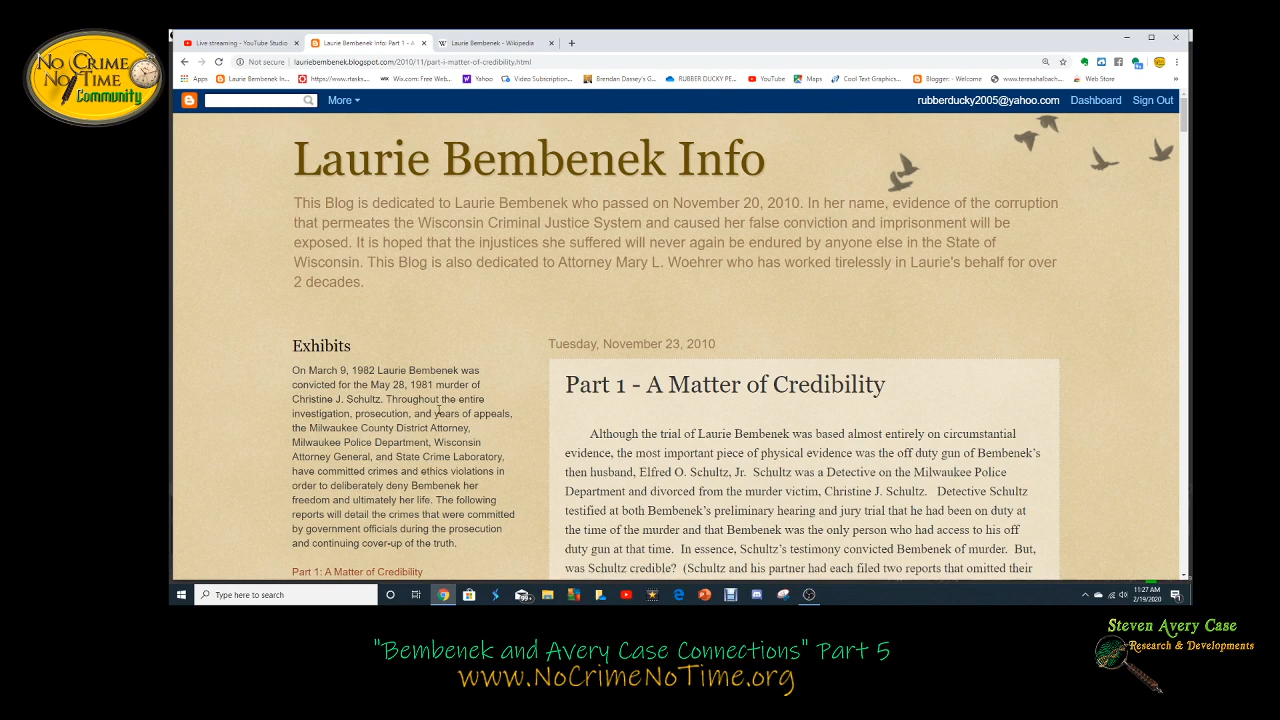 No Crime
No Time
Community
Live streaming - YouTube Studio
Laurie Bembenek Info: Part 1 - A
Laurie Bembenek - Wikipedia
Not secure | lauriebembenek.blogspot.com/2010/11/part-i-matter-of-credibility.html
Apps
Laurie Bembenek In...
https://www.rtasks...
Wix.com: Free Web...
Yahoo
Video Subscription...
Brendan Dassey's G...
RUBBER DUCKY PE...
YouTube
Maps
Cool Text Graphics...
Blogger: - Welcome
www.teresahalbach...
Web Store
More
rubberducky2005@yahoo.com Dashboard Sign Out
Laurie Bembenek Info
This Blog is dedicated to Laurie Bembenek who passed on November 20, 2010. In her name, evidence of the corruption
that permeates the Wisconsin Criminal Justice System and caused her false conviction and imprisonment will be
exposed. It is hoped that the injustices she suffered will never again be endured by anyone else in the State of
Wisconsin. This Blog is also dedicated to Attorney Mary L. Woehrer who has worked tirelessly in Laurie's behalf for over
2 decades.
Exhibits
On March 9, 1982 Laurie Bembenek was
convicted for the May 28, 1981 murder of
Christine J. Schultz. Throughout the entire
investigation, prosecution, and years of appeals,
the Milwaukee County District Attorney,
Milwaukee Police Department, Wisconsin
Attorney General, and State Crime Laboratory,
have committed crimes and ethics violations in
order to deliberately deny Bembenek her
freedom and ultimately her life. The following
reports will detail the crimes that were committed
by government officials during the prosecution
and continuing cover-up of the truth.
Part 1: A Matter of Credibility
Tuesday, November 23, 2010
Part 1 - A Matter of Credibility
Although the trial of Laurie Bembenek was based almost entirely on circumstantial
evidence, the most important piece of physical evidence was the off duty gun of Bembenek's
then husband, Elfred O. Schultz, Jr. Schultz was a Detective on the Milwaukee Police
Department and divorced from the murder victim, Christine J. Schultz. Detective Schultz
testified at both Bembenek's preliminary hearing and jury trial that he had been on duty at
the time of the murder and that Bembenek was the only person who had access to his off
duty gun at that time. In essence, Schultz's testimony convicted Bembenek of murder. But,
was Schultz credible? (Schultz and his partner had each filed two reports that omitted their
Type here to search
99+
11:27 AM
2/19/2020
"Bembenek and Avery Case Connections" Part 5
www.NoCrimeNoTime.org
Steven Avery Case
Research & Developments